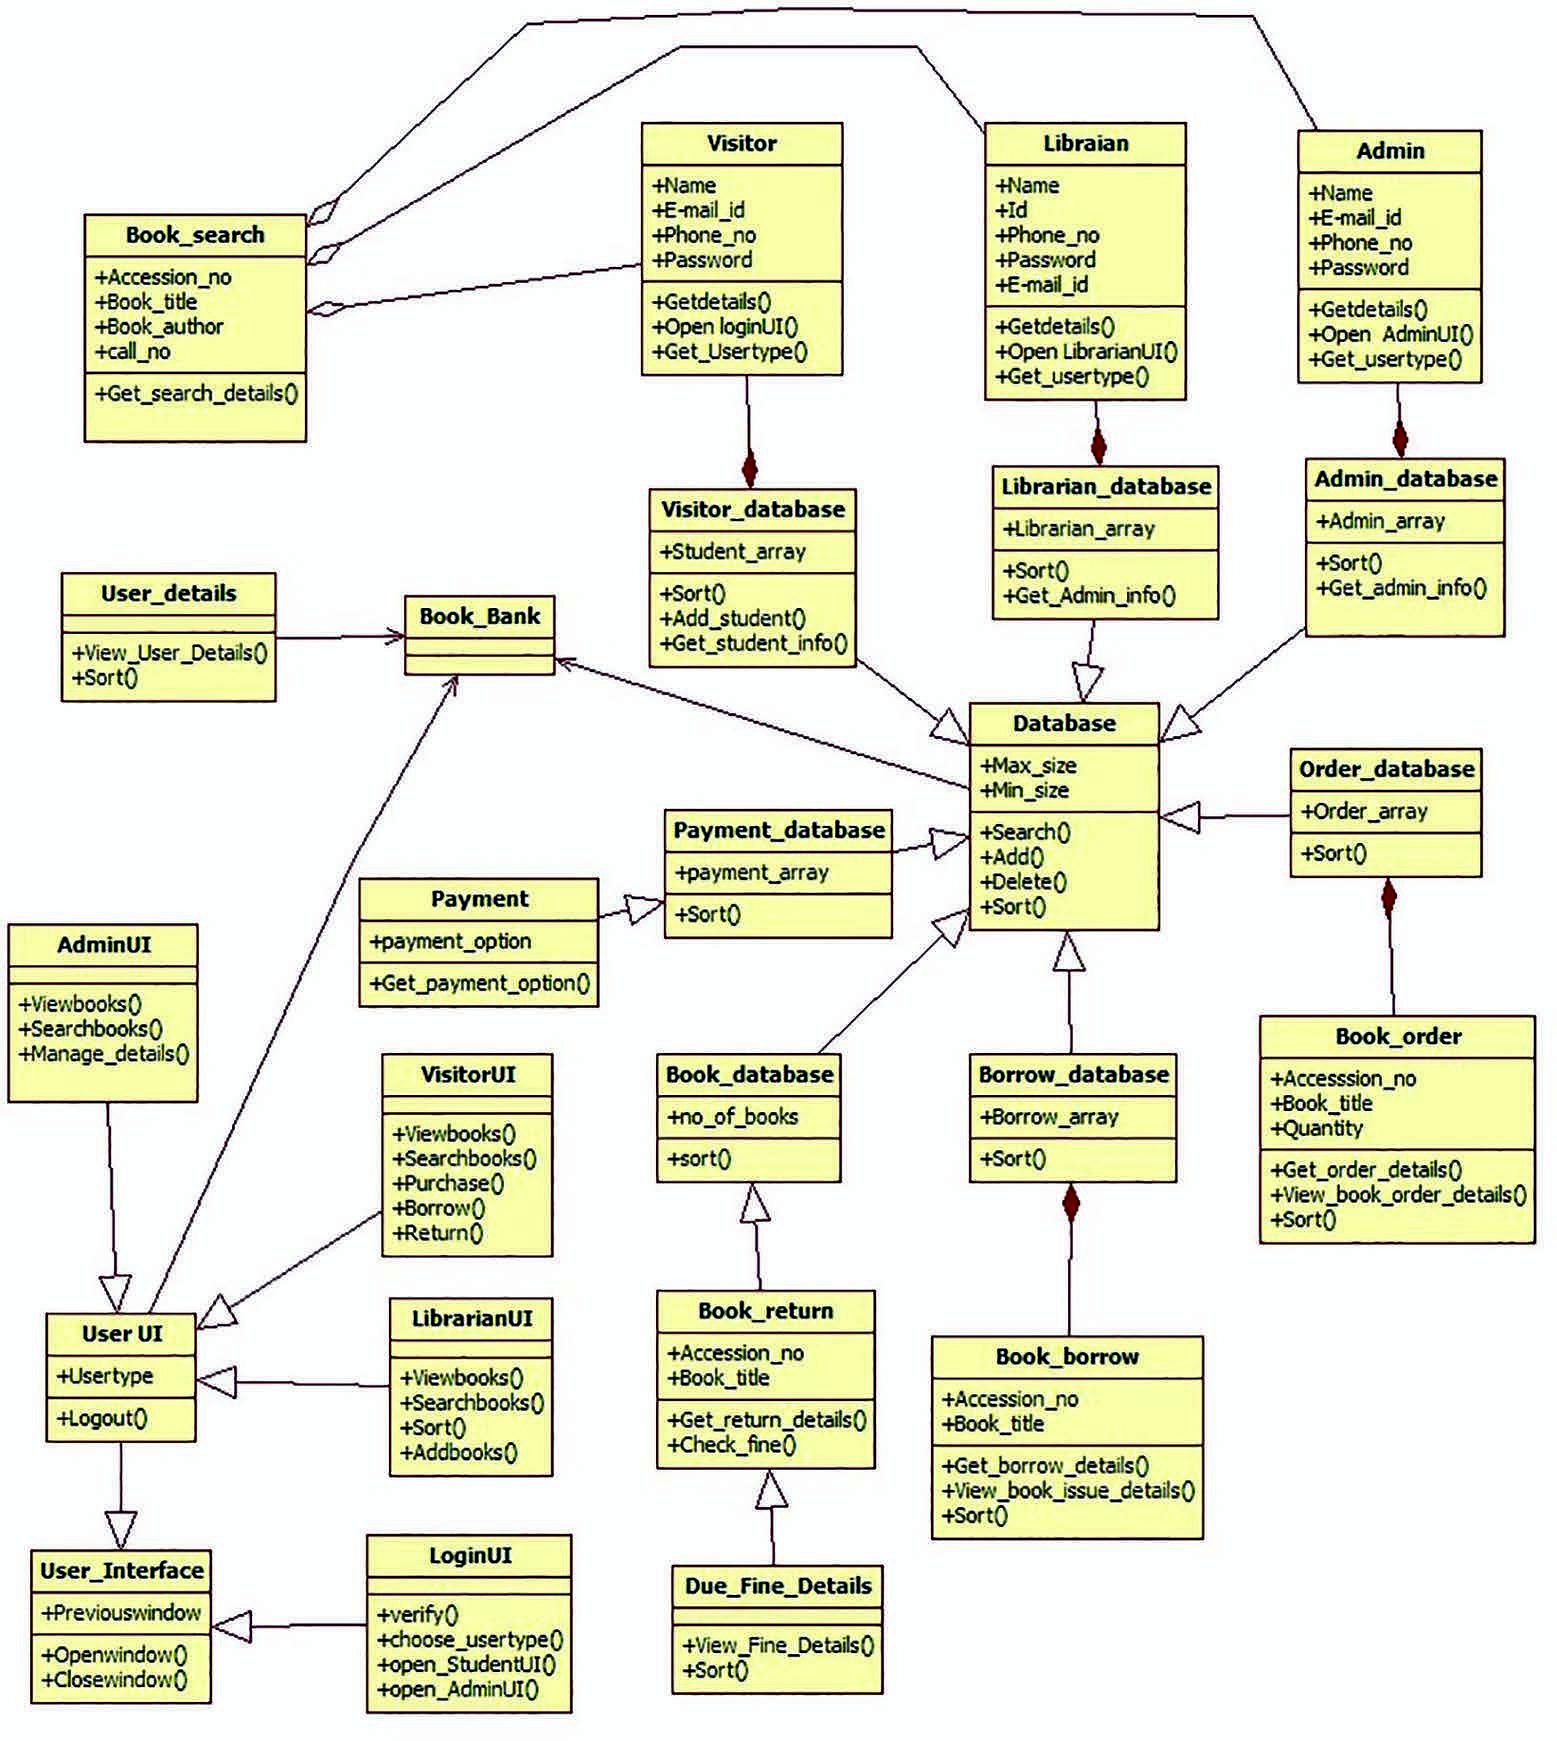 Visitor
+Name
+E-mail_id
+Phone_no
+Password
+Getdetails()
+Open loginUI()
+Get_Usertype()
Libraian
+Name
+Id
+Phone_no
+Password
+E-mail_id
+Getdetails()
+Open LibrarianUI()
+Get_usertype()
Admin
+Name
+E-mail_id
+Phone_no
+Password
+Getdetails()
+Open AdminUI()
+Get_usertype()
Book_search
+Accession_no
+Book_title
+Book_author
+call_no
+Get_search_details()
Visitor_database
+Student_array
+Sort()
+Add_student()
+Get_student_info()
Librarian_database
+Librarian_array
+Sort()
+Get_Admin_info()
Admin_database
+Admin_array
+Sort()
+Get_admin_info()
User_details
+View_User_Details()
+Sort()
Book_Bank
Database
+Max_size
+Min_size
+Search()
+Add()
+Delete()
+Sort()
Order_database
+Order_array
+Sort()
Payment_database
+payment_array
+Sort()
Payment
+payment_option
+Get_payment_option()
AdminUI
+Viewbooks()
+Searchbooks()
+Manage_details()
VisitorUI
+Viewbooks()
+Searchbooks()
+Purchase()
+Borrow()
+Return()
Book_database
+no_of_books
+sort()
Borrow_database
+Borrow_array
+Sort()
Book_order
+Accesssion_no
+Book_title
+Quantity
+Get_order_details()
+View_book_order_details()
+Sort()
User UI
+Usertype
+Logout()
LibrarianUI
+Viewbooks()
+Searchbooks()
+Sort()
+Addbooks()
Book_return
+Accession_no
+Book_title
+Get_return_details()
+Check_fine()
Book_borrow
+Accession_no
+Book_title
+Get_borrow_details()
+View_book_issue_details()
+Sort()
User_Interface
+Previouswindow
+Openwindow()
+Closewindow()
LoginUI
+verify()
+choose_usertype()
+open_StudentUI()
+open_AdminUI()
Due_Fine_Details
+View_Fine_Details()
+Sort()